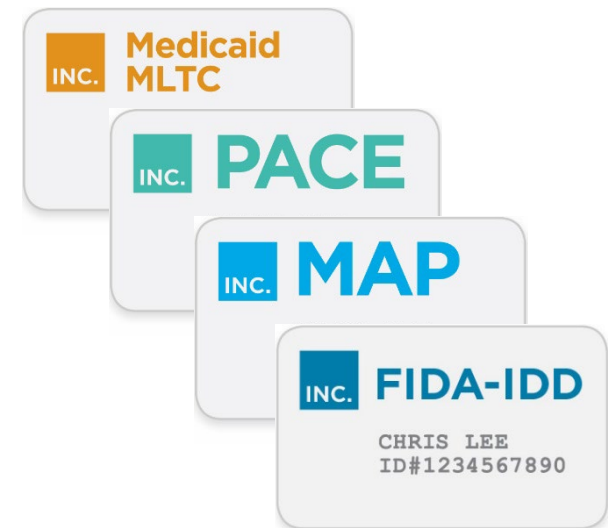 INC. Medicaid
MLTC
INC. PACE
INC. MAP
INC. FIDA-IDD
CHRIS LEE
ID#1234567890